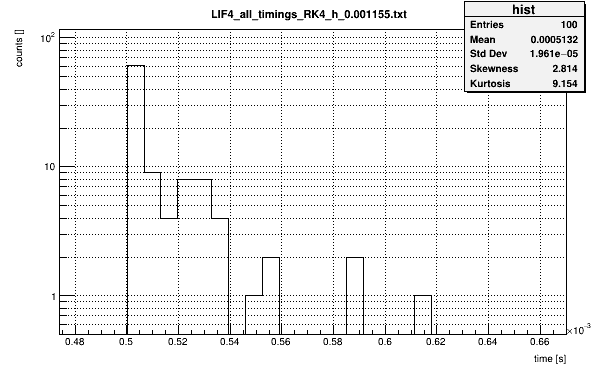 LIF4_all_timings_RK4_h_0.001155.txt
hist
Entries 100
Mean 0.0005132
Std Dev 1.961e−05
Skewness 2.814
Kurtosis 9.154
counts []
10²
10
1
0.48 0.5 0.52 0.54 0.56 0.58 0.6 0.62 0.64 0.66
×10⁻³
time [s]